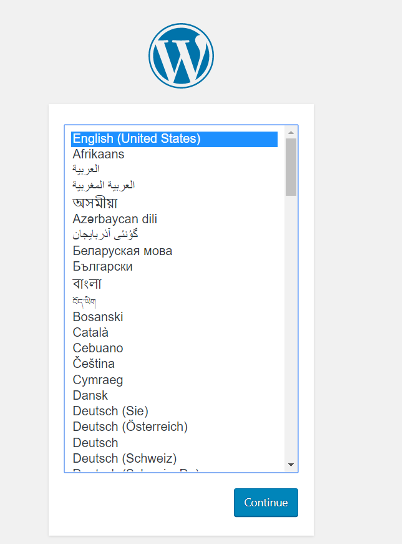 English (United States)
Afrikaans
العربية
العربية المغربية
অসমীয়া
Azərbaycan dili
گؤنئی آذربایجان
Беларуская мова
Български
বাংলা
བོད་ཡིག
Bosanski
Català
Cebuano
Čeština
Cymraeg
Dansk
Deutsch (Sie)
Deutsch (Österreich)
Deutsch
Deutsch (Schweiz)
Continue